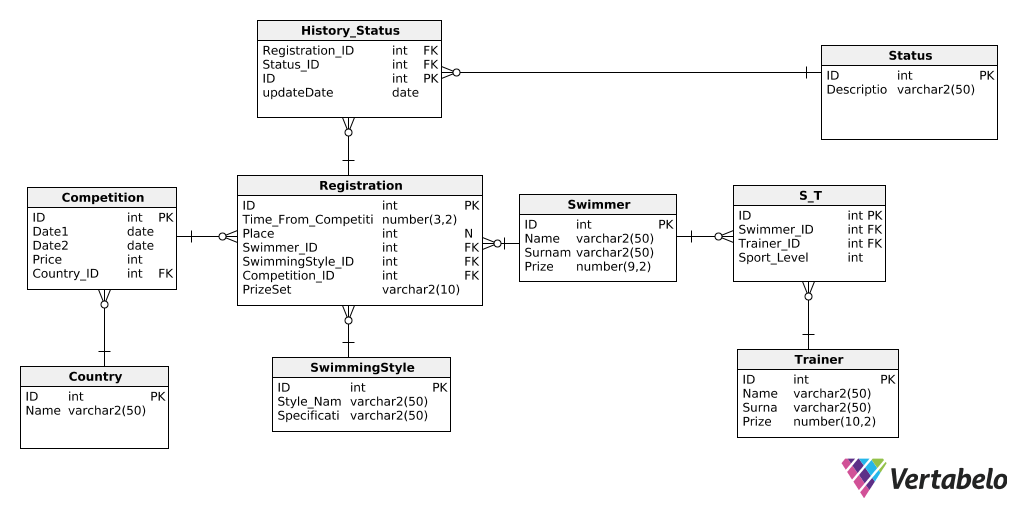 History_Status
Registration_ID int FK
Status_ID int FK
ID int PK
updateDate date
Status
ID int PK
Descriptio varchar2(50)
Competition
ID int PK
Date1 date
Date2 date
Price int
Country_ID int FK
Registration
ID int PK
Time_From_Competiti number(3,2)
Place int N
Swimmer_ID int FK
SwimmingStyle_ID int FK
Competition_ID int FK
PrizeSet varchar2(10)
Swimmer
ID int PK
Name varchar2(50)
Surnam varchar2(50)
Prize number(9,2)
S_T
ID int PK
Swimmer_ID int FK
Trainer_ID int FK
Sport_Level int
Country
ID int PK
Name varchar2(50)
SwimmingStyle
ID int PK
Style_Nam varchar2(50)
Specificati varchar2(50)
Trainer
ID int PK
Name varchar2(50)
Surna varchar2(50)
Prize number(10,2)
Vertabelo